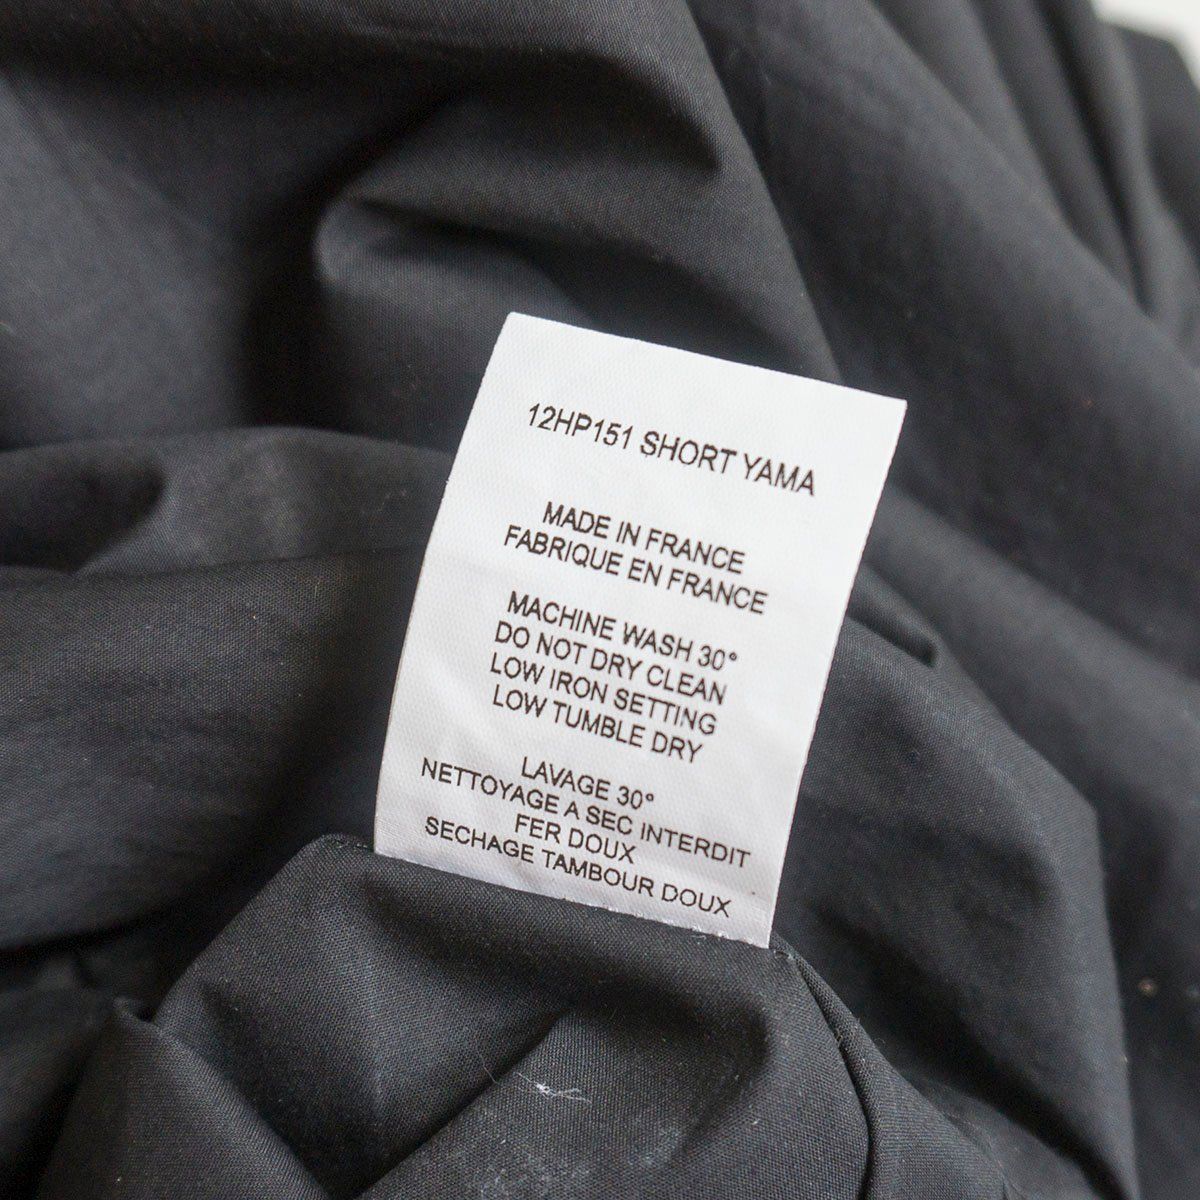 12HP151 SHORT YAMA
MADE IN FRANCE
FABRIQUE EN FRANCE
MACHINE WASH 30°
DO NOT DRY CLEAN
LOW IRON SETTING
LOW TUMBLE DRY
LAVAGE 30°
NETTOYAGE A SEC INTERDIT
FER DOUX
SECHAGE TAMBOUR DOUX